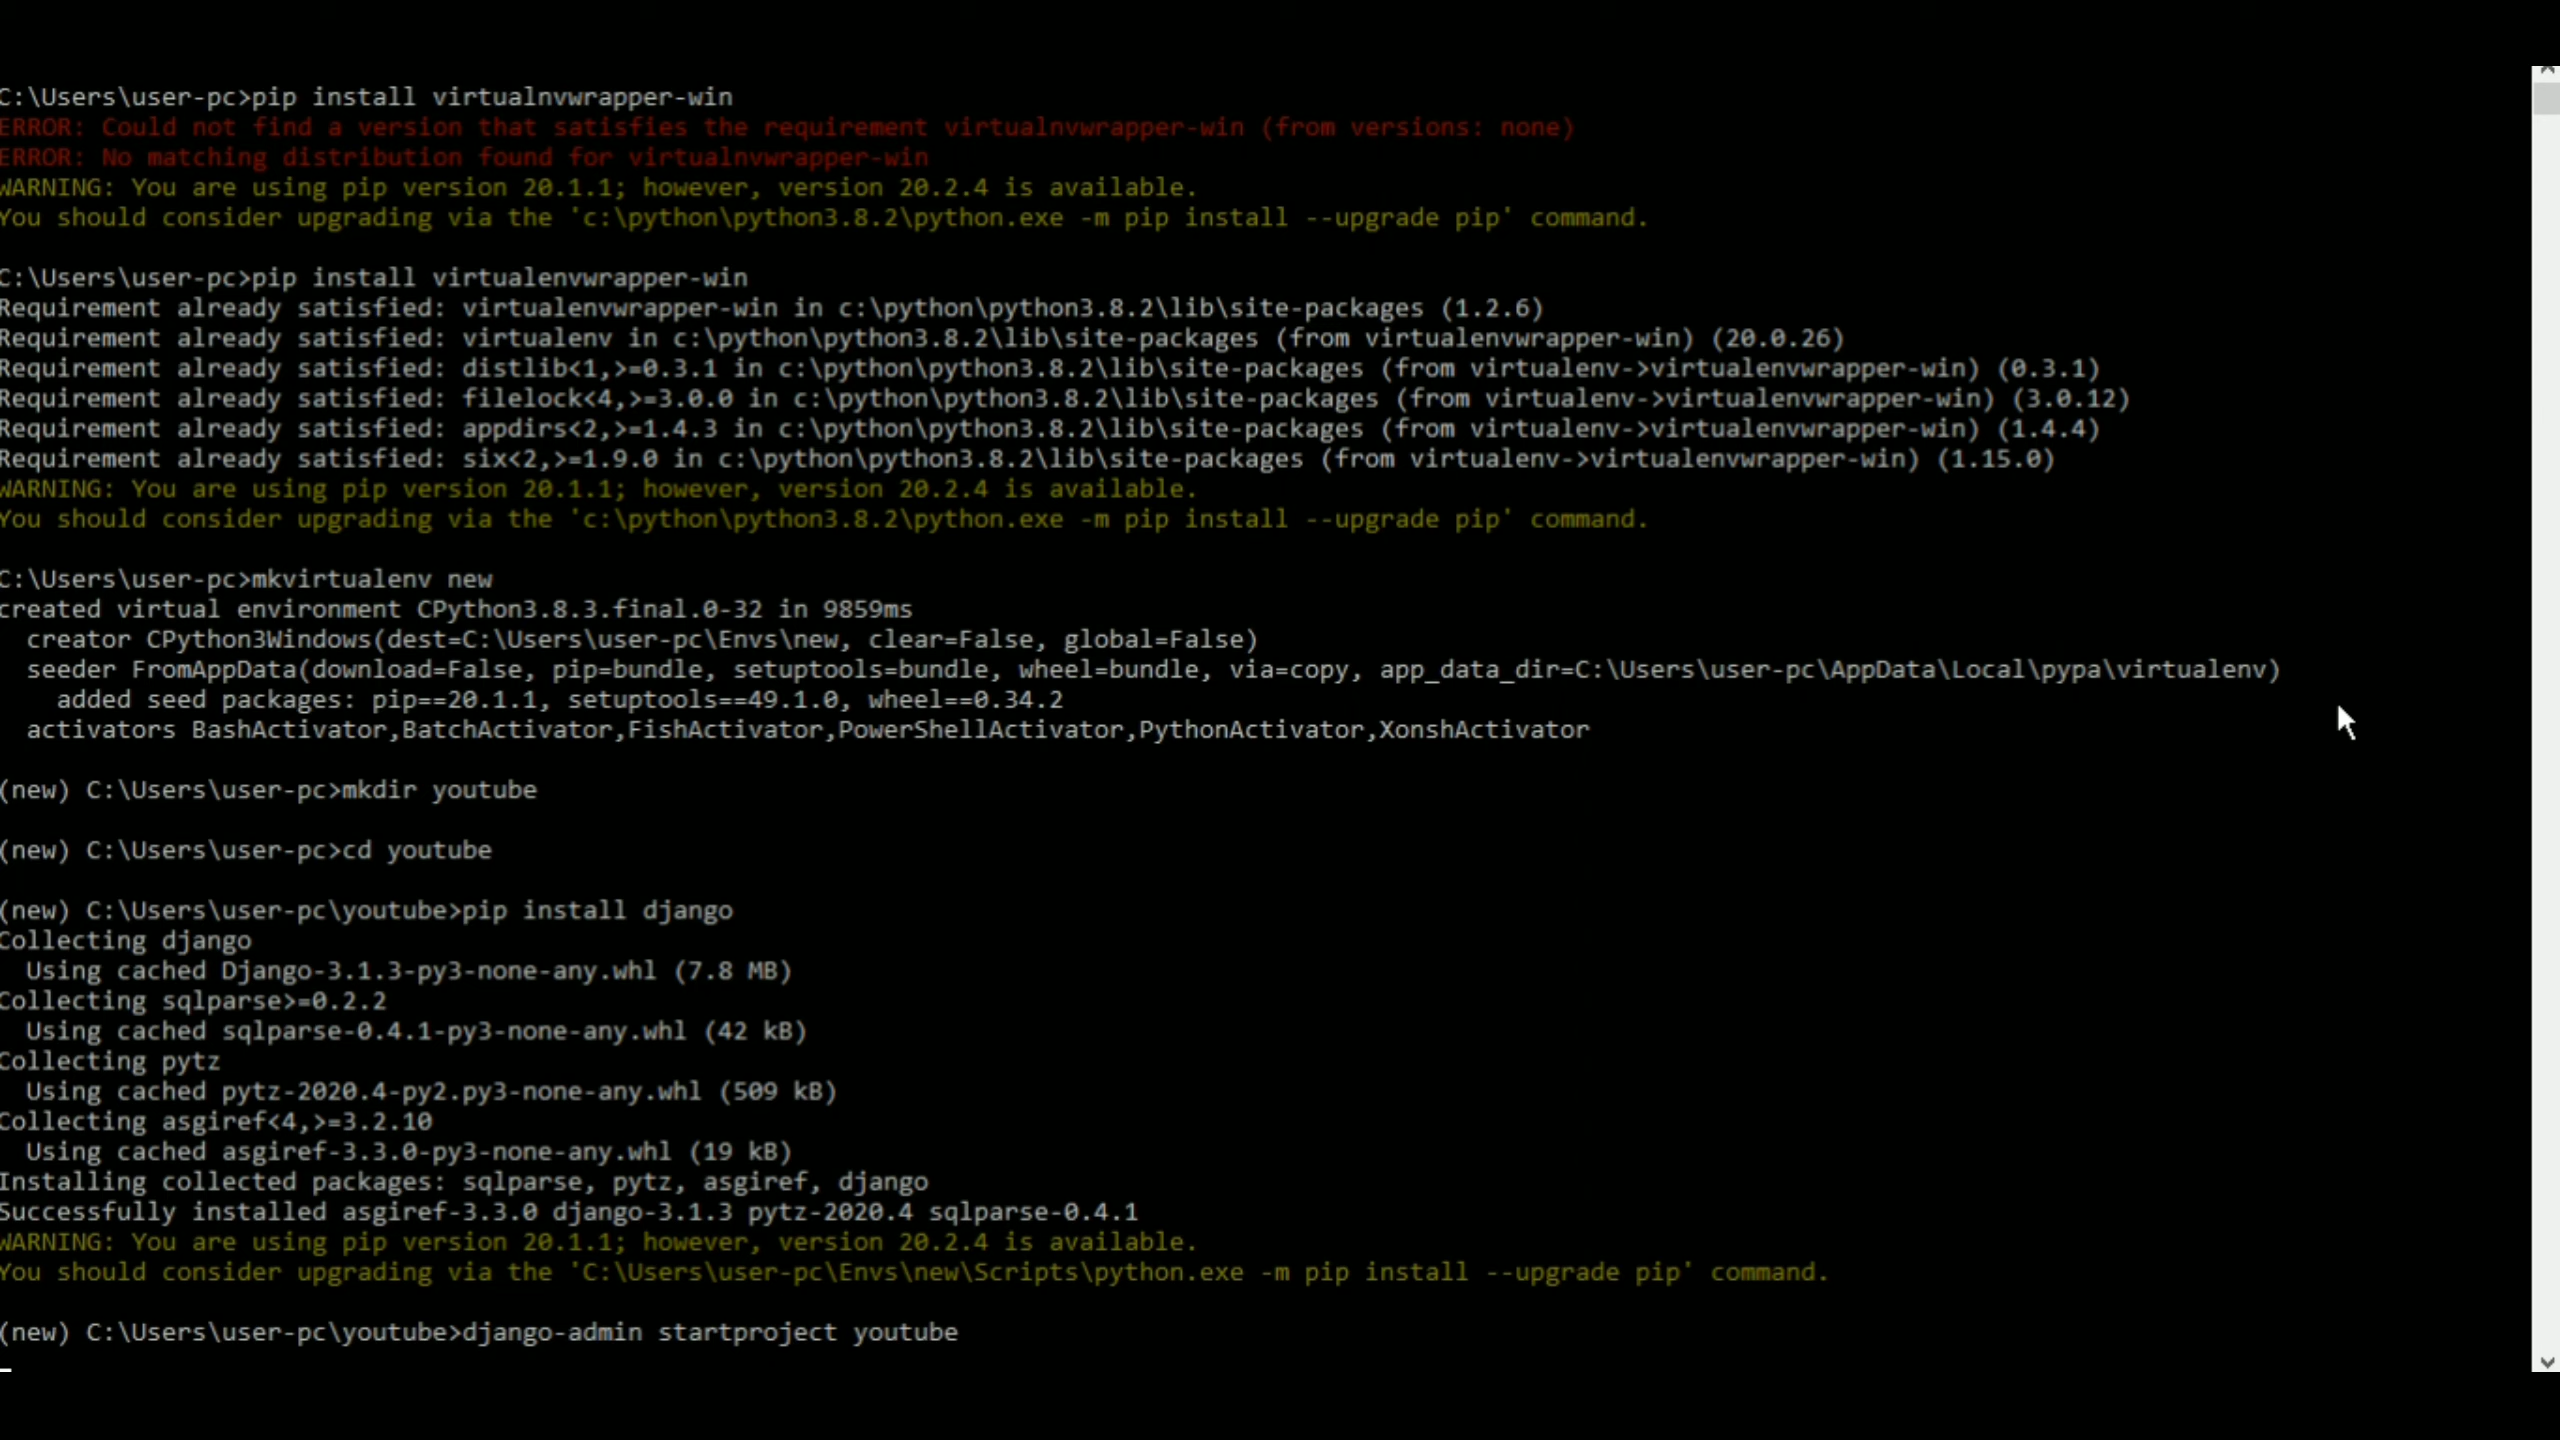 C:\Users\user-pc>pip install virtualnvwrapper-win
ERROR: Could not find a version that satisfies the requirement virtualnvwrapper-win (from versions: none)
ERROR: No matching distribution found for virtualnvwrapper-win
WARNING: You are using pip version 20.1.1; however, version 20.2.4 is available.
You should consider upgrading via the 'c:\python\python3.8.2\python.exe -m pip install --upgrade pip' command.
C:\Users\user-pc>pip install virtualenvwrapper-win
Requirement already satisfied: virtualenvwrapper-win in c:\python\python3.8.2\lib\site-packages (1.2.6)
Requirement already satisfied: virtualenv in c:\python\python3.8.2\lib\site-packages (from virtualenvwrapper-win) (20.0.26)
Requirement already satisfied: distlib<1,>=0.3.1 in c:\python\python3.8.2\lib\site-packages (from virtualenv->virtualenvwrapper-win) (0.3.1)
Requirement already satisfied: filelock<4,>=3.0.0 in c:\python\python3.8.2\lib\site-packages (from virtualenv->virtualenvwrapper-win) (3.0.12)
Requirement already satisfied: appdirs<2,>=1.4.3 in c:\python\python3.8.2\lib\site-packages (from virtualenv->virtualenvwrapper-win) (1.4.4)
Requirement already satisfied: six<2,>=1.9.0 in c:\python\python3.8.2\lib\site-packages (from virtualenv->virtualenvwrapper-win) (1.15.0)
WARNING: You are using pip version 20.1.1; however, version 20.2.4 is available.
You should consider upgrading via the 'c:\python\python3.8.2\python.exe -m pip install --upgrade pip' command.
C:\Users\user-pc>mkvirtualenv new
created virtual environment CPython3.8.3.final.0-32 in 9859ms
creator CPython3Windows(dest=C:\Users\user-pc\Envs\new, clear=False, global=False)
seeder FromAppData(download=False, pip=bundle, setuptools=bundle, wheel=bundle, via=copy, app_data_dir=C:\Users\user-pc\AppData\Local\pypa\virtualenv)
added seed packages: pip==20.1.1, setuptools==49.1.0, wheel==0.34.2
activators BashActivator,BatchActivator,FishActivator,PowerShellActivator,PythonActivator,XonshActivator
(new) C:\Users\user-pc>mkdir youtube
(new) C:\Users\user-pc>cd youtube
(new) C:\Users\user-pc\youtube>pip install django
Collecting django
Using cached Django-3.1.3-py3-none-any.whl (7.8 MB)
Collecting sqlparse>=0.2.2
Using cached sqlparse-0.4.1-py3-none-any.whl (42 kB)
Collecting pytz
Using cached pytz-2020.4-py2.py3-none-any.whl (509 kB)
Collecting asgiref<4,>=3.2.10
Using cached asgiref-3.3.0-py3-none-any.whl (19 kB)
Installing collected packages: sqlparse, pytz, asgiref, django
Successfully installed asgiref-3.3.0 django-3.1.3 pytz-2020.4 sqlparse-0.4.1
WARNING: You are using pip version 20.1.1; however, version 20.2.4 is available.
You should consider upgrading via the 'C:\Users\user-pc\Envs\new\Scripts\python.exe -m pip install --upgrade pip' command.
(new) C:\Users\user-pc\youtube>django-admin startproject youtube